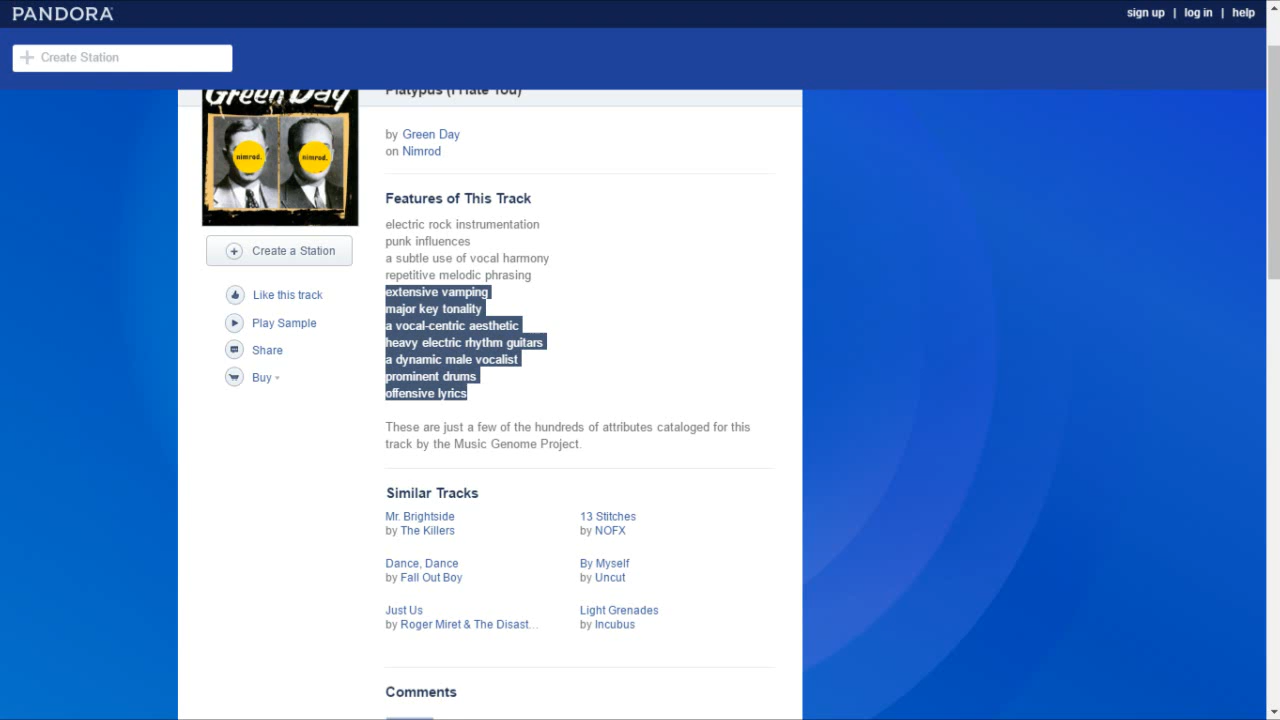 PANDORA
sign up | log in | help
Create Station
Green Day
Platypus (I Hate You)
nimrod. nimrod.
by Green Day
on Nimrod
Create a Station
Like this track
Play Sample
Share
Buy
Features of This Track
electric rock instrumentation
punk influences
a subtle use of vocal harmony
repetitive melodic phrasing
extensive vamping
major key tonality
a vocal-centric aesthetic
heavy electric rhythm guitars
a dynamic male vocalist
prominent drums
offensive lyrics
These are just a few of the hundreds of attributes cataloged for this
track by the Music Genome Project.
Similar Tracks
Mr. Brightside
by The Killers
13 Stitches
by NOFX
Dance, Dance
by Fall Out Boy
By Myself
by Uncut
Just Us
by Roger Miret & The Disast...
Light Grenades
by Incubus
Comments